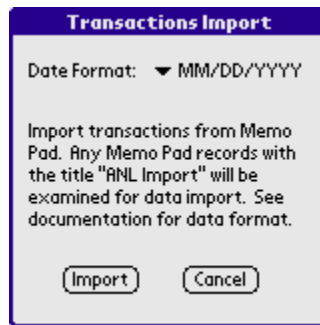 Transactions Import
Date Format: MM/DD/YYYY
Import transactions from Memo
Pad. Any Memo Pad records with
the title "ANL Import" will be
examined for data import. See
documentation for data format.
Import Cancel